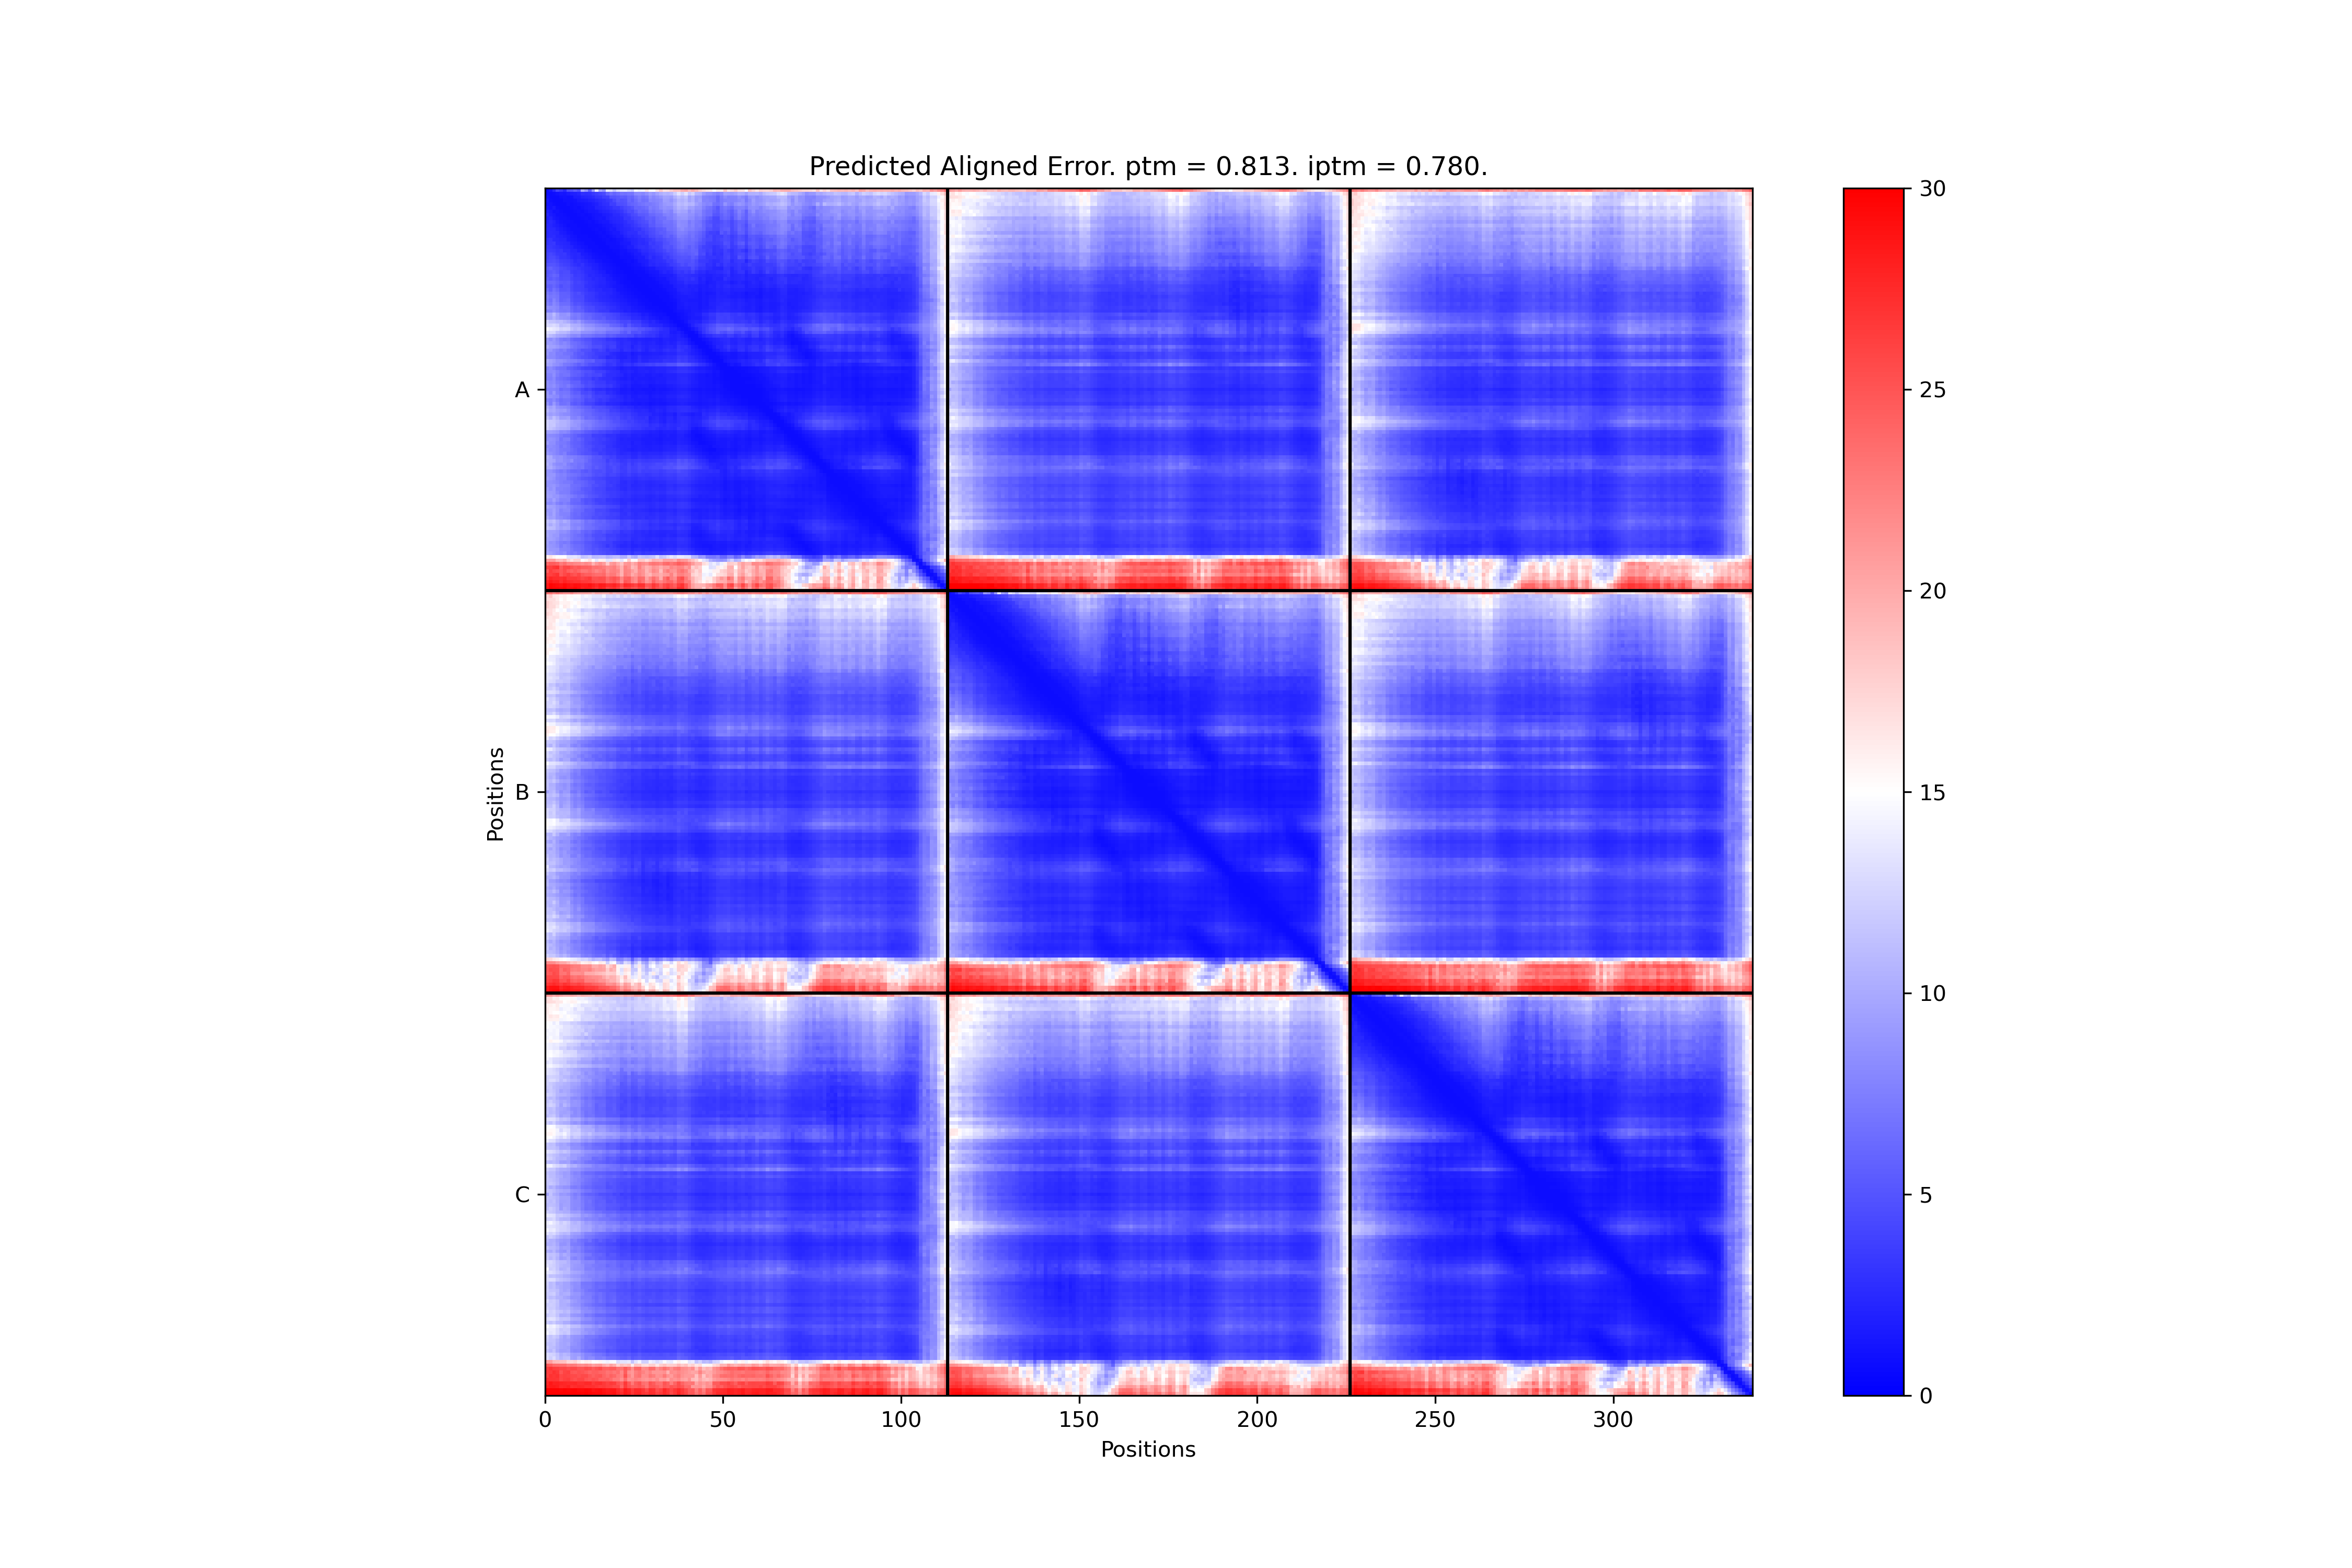 Predicted Aligned Error. ptm = 0.813. iptm = 0.780.
A
B
C
Positions
0 50 100 150 200 250 300
Positions
30
25
20
15
10
5
0